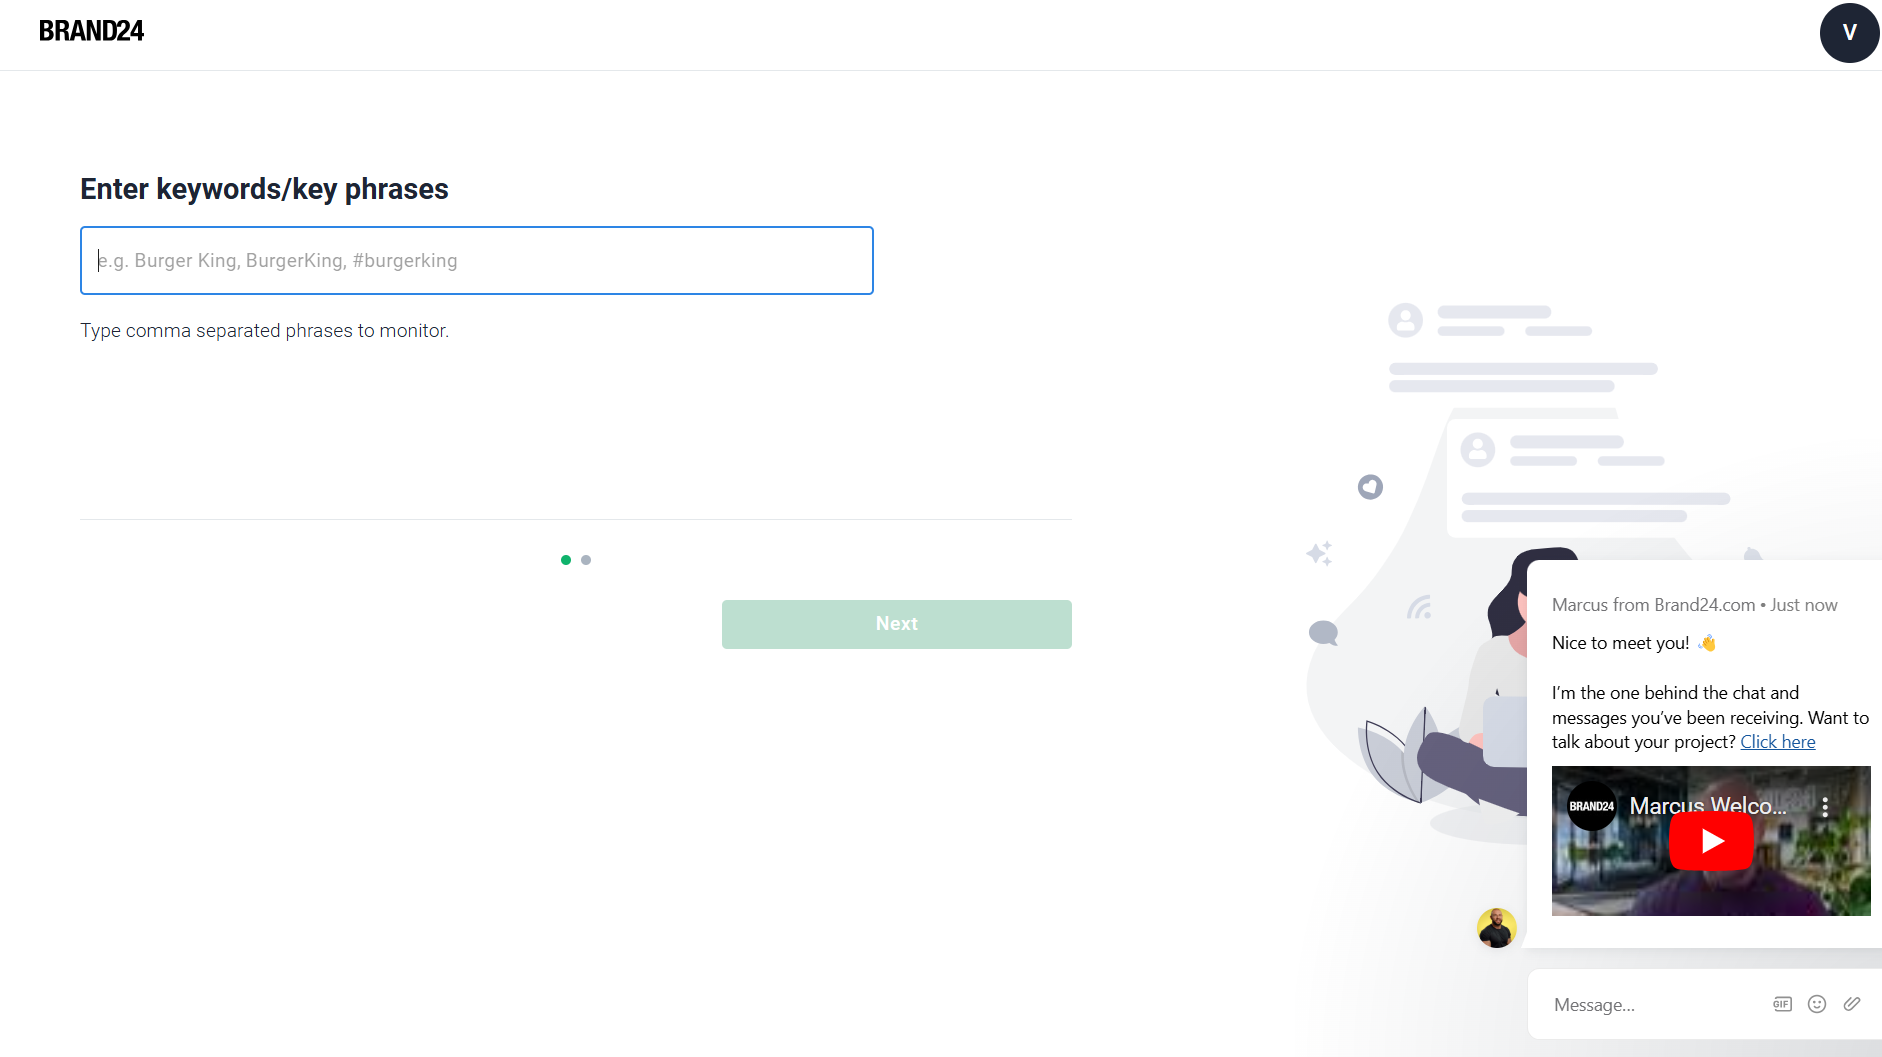 BRAND24
V
Enter keywords/key phrases
e.g. Burger King, BurgerKing, #burgerking
Type comma separated phrases to monitor.
Next
Marcus from Brand24.com • Just now
Nice to meet you! 👋
I'm the one behind the chat and
messages you've been receiving. Want to
talk about your project? Click here
BRAND24
Marcus Welco...
Message...
GIF